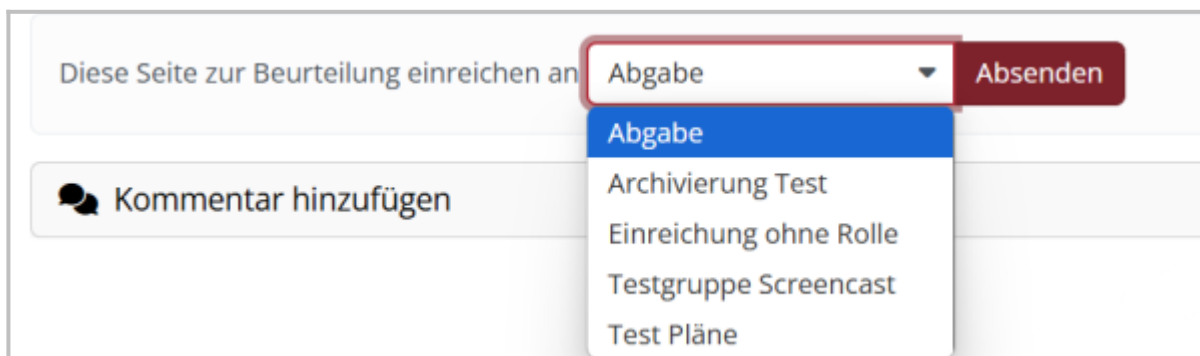 Diese Seite zur Beurteilung einreichen an Abgabe Absenden
Abgabe
Archivierung Test
Kommentar hinzufügen
Einreichung ohne Rolle
Testgruppe Screencast
Test Pläne